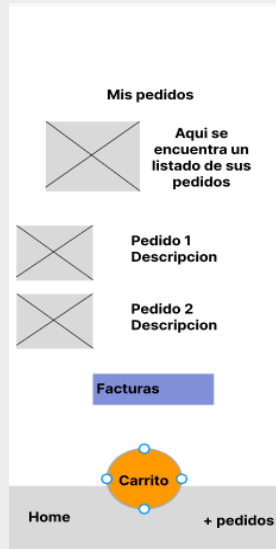 Mis pedidos
Aqui se
encuentra un
listado de sus
pedidos
Pedido 1
Descripcion
Pedido 2
Descripcion
Facturas
Carrito
Home
+ pedidos